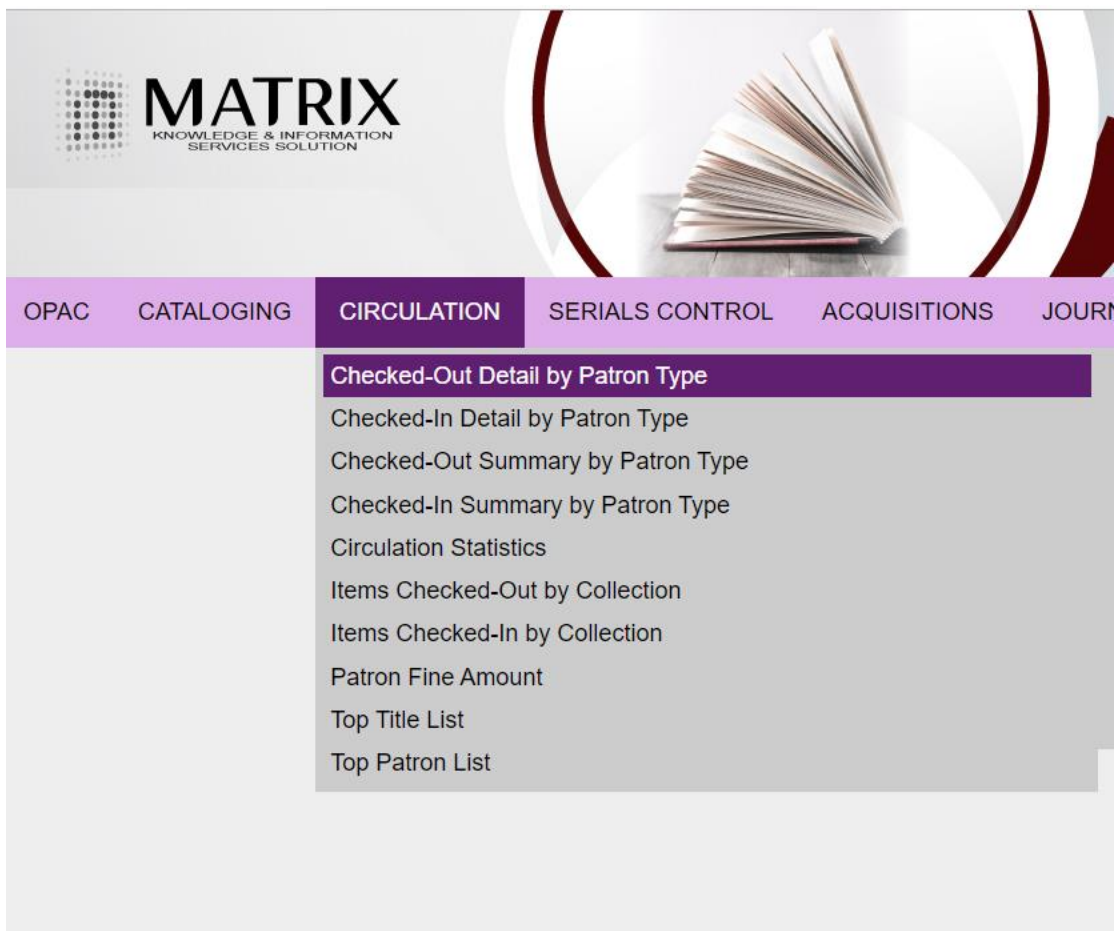 MATRIX
KNOWLEDGE & INFORMATION
SERVICES SOLUTION
OPAC CATALOGING CIRCULATION SERIALS CONTROL ACQUISITIONS JOURN
Checked-Out Detail by Patron Type
Checked-In Detail by Patron Type
Checked-Out Summary by Patron Type
Checked-In Summary by Patron Type
Circulation Statistics
Items Checked-Out by Collection
Items Checked-In by Collection
Patron Fine Amount
Top Title List
Top Patron List